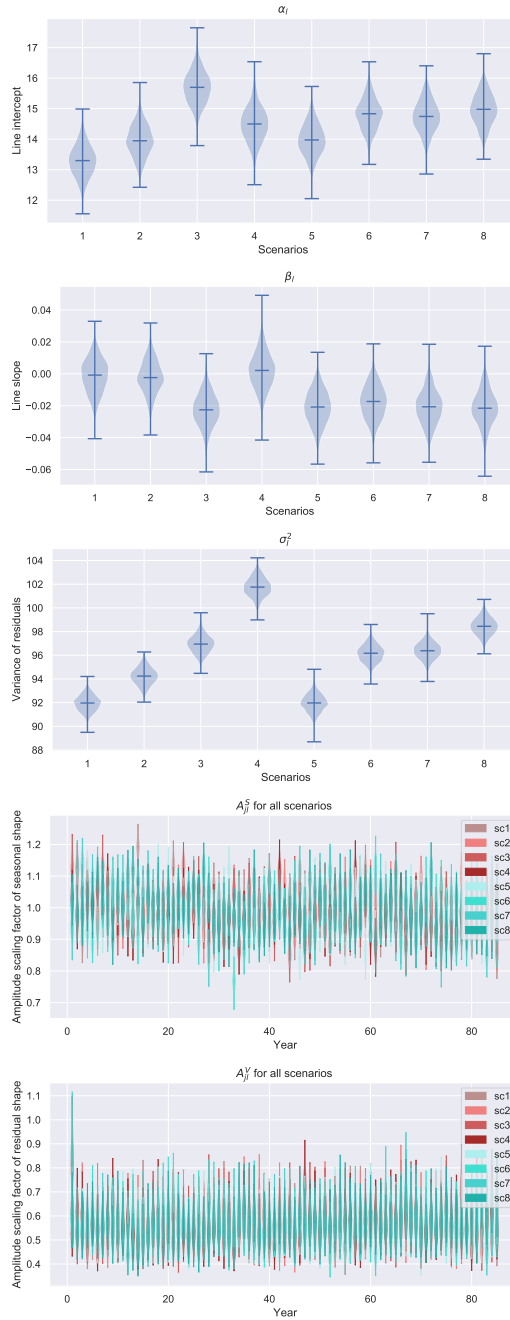 α_l
Line intercept
17
16
15
14
13
12
1 2 3 4 5 6 7 8
Scenarios
β_l
Line slope
0.04
0.02
0.00
−0.02
−0.04
−0.06
1 2 3 4 5 6 7 8
Scenarios
σ_l^2
Variance of residuals
104
102
100
98
96
94
92
90
88
1 2 3 4 5 6 7 8
Scenarios
A_{jl}^S for all scenarios
Amplitude scaling factor of seasonal shape
1.2
1.1
1.0
0.9
0.8
0.7
sc1
sc2
sc3
sc4
sc5
sc6
sc7
sc8
0 20 40 60 80
Year
A_{jl}^V for all scenarios
Amplitude scaling factor of residual shape
1.1
1.0
0.9
0.8
0.7
0.6
0.5
0.4
sc1
sc2
sc3
sc4
sc5
sc6
sc7
sc8
0 20 40 60 80
Year